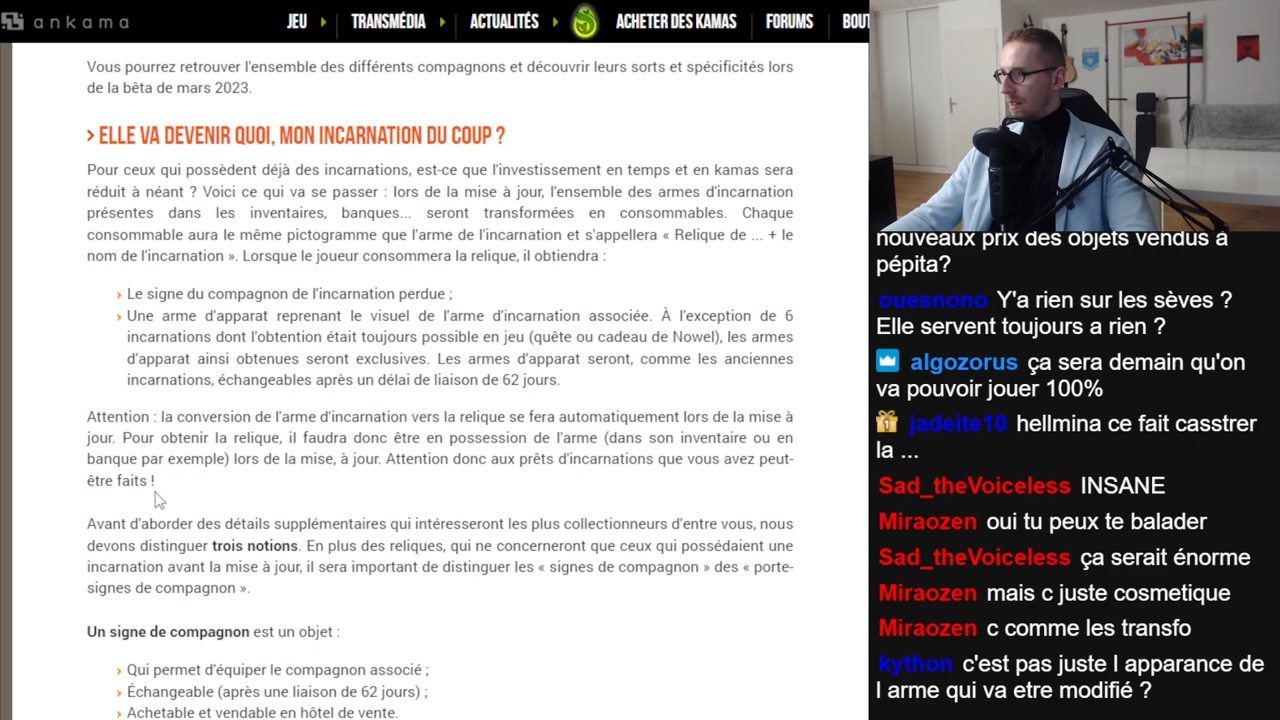 ankama
JEU
TRANSMÉDIA
ACTUALITÉS
ACHETER DES KAMAS
FORUMS
BOUT
Vous pourrez retrouver l'ensemble des différents compagnons et découvrir leurs sorts et spécificités lors
de la bêta de mars 2023.
> ELLE VA DEVENIR QUOI, MON INCARNATION DU COUP ?
Pour ceux qui possèdent déjà des incarnations, est-ce que l'investissement en temps et en kamas sera
réduit à néant ? Voici ce qui va se passer : lors de la mise à jour, l'ensemble des armes d'incarnation
présentes dans les inventaires, banques... seront transformées en consommables. Chaque
consommable aura le même pictogramme que l'arme de l'incarnation et s'appellera « Relique de ... + le
nom de l'incarnation ». Lorsque le joueur consommera la relique, il obtiendra :
› Le signe du compagnon de l'incarnation perdue ;
› Une arme d'apparat reprenant le visuel de l'arme d'incarnation associée. À l'exception de 6
incarnations dont l'obtention était toujours possible en jeu (quête ou cadeau de Nowel), les armes
d'apparat ainsi obtenues seront exclusives. Les armes d'apparat seront, comme les anciennes
incarnations, échangeables après un délai de liaison de 62 jours.
Attention : la conversion de l'arme d'incarnation vers la relique se fera automatiquement lors de la mise à
jour. Pour obtenir la relique, il faudra donc être en possession de l'arme (dans son inventaire ou en
banque par exemple) lors de la mise, à jour. Attention donc aux prêts d'incarnations que vous avez peut-
être faits !
Avant d'aborder des détails supplémentaires qui intéresseront les plus collectionneurs d'entre vous, nous
devons distinguer trois notions. En plus des reliques, qui ne concerneront que ceux qui possédaient une
incarnation avant la mise à jour, il sera important de distinguer les « signes de compagnon » des « porte-
signes de compagnon ».
Un signe de compagnon est un objet :
› Qui permet d'équiper le compagnon associé ;
› Échangeable (après une liaison de 62 jours) ;
› Achetable et vendable en hôtel de vente.
nouveaux prix des objets vendus à
pépita?
ouesnono Y'a rien sur les sèves ?
Elle servent toujours a rien ?
algozorus ça sera demain qu'on
va pouvoir jouer 100%
jadeite10 hellmina ce fait casstrer
la ...
Sad_theVoiceless INSANE
Miraozen oui tu peux te balader
Sad_theVoiceless ça serait énorme
Miraozen mais c juste cosmetique
Miraozen c comme les transfo
kython c'est pas juste l apparance de
l arme qui va etre modifié ?